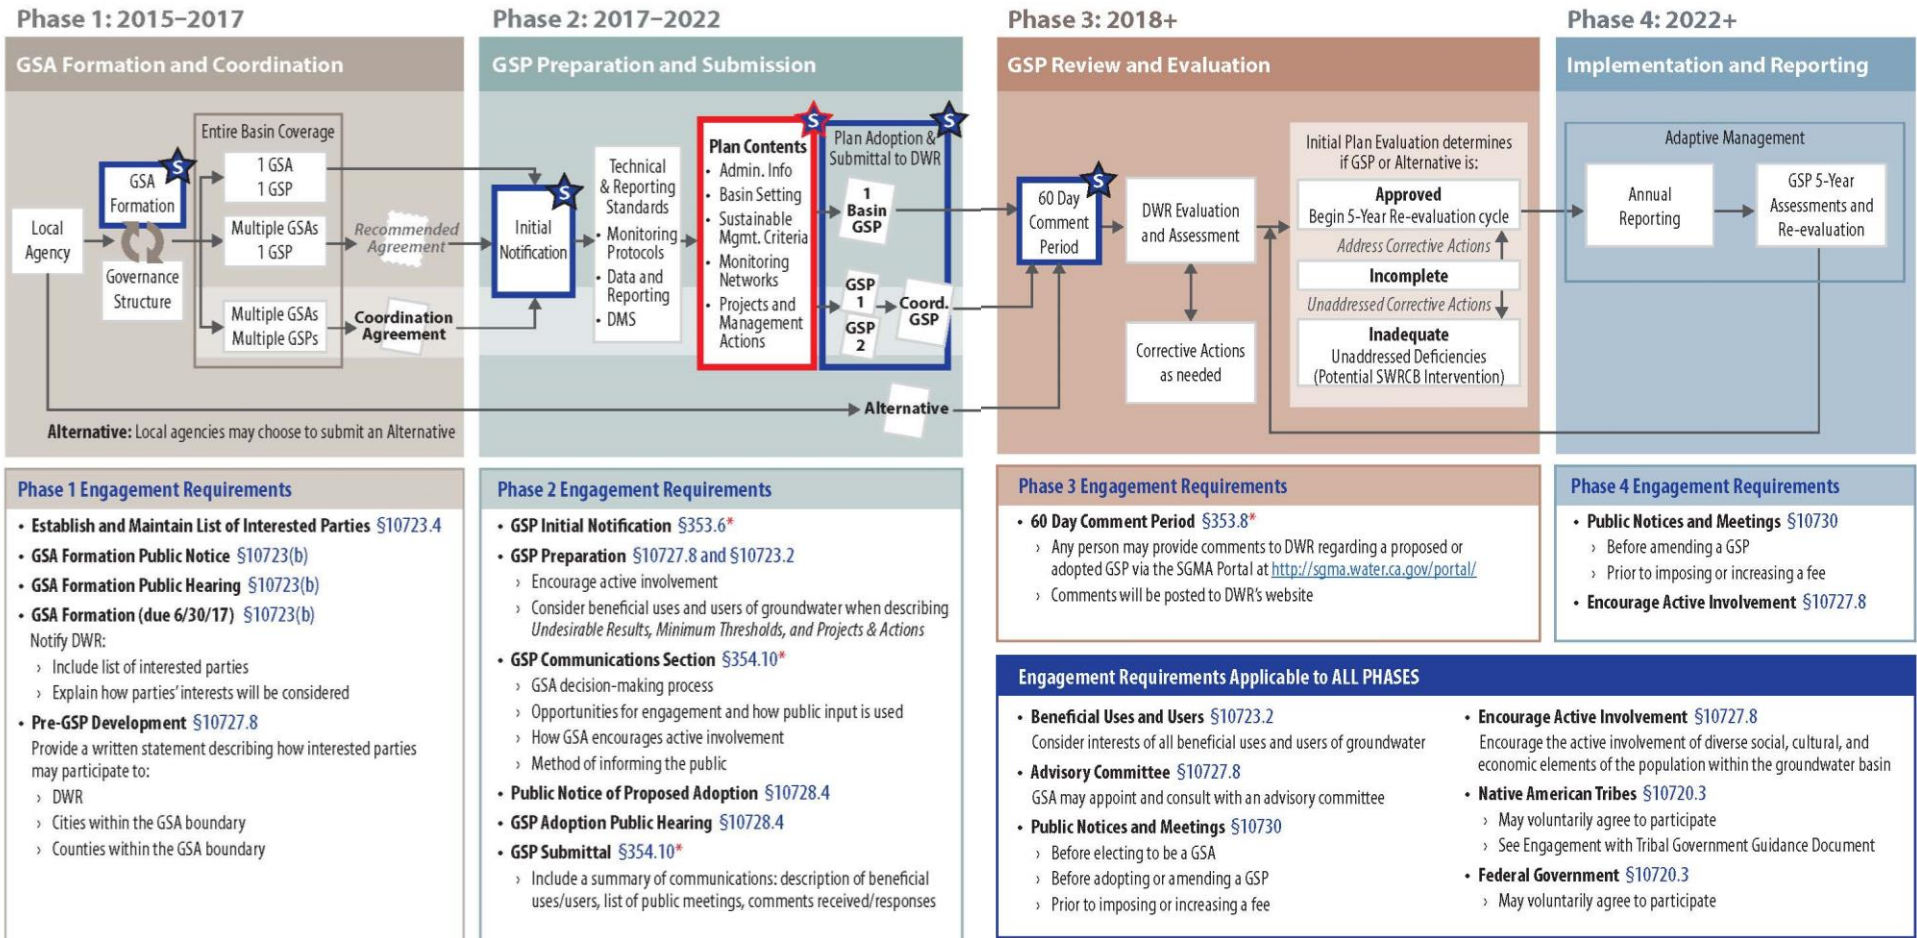 Phase 1: 2015–2017
GSA Formation and Coordination
Local
Agency
S
GSA
Formation
Governance
Structure
Entire Basin Coverage
1 GSA
1 GSP
Multiple GSAs
1 GSP
Multiple GSAs
Multiple GSPs
Recommended
Agreement
Coordination
Agreement
Alternative: Local agencies may choose to submit an Alternative
Phase 2: 2017–2022
GSP Preparation and Submission
S
Initial
Notification
Technical
& Reporting
Standards
• Monitoring
Protocols
• Data and
Reporting
• DMS
S
Plan Contents
• Admin. Info
• Basin Setting
• Sustainable
Mgmt. Criteria
• Monitoring
Networks
• Projects and
Management
Actions
S
Plan Adoption &
Submittal to DWR
1
Basin
GSP
GSP
1
GSP
2
Coord.
GSP
Alternative
Phase 3: 2018+
GSP Review and Evaluation
S
60 Day
Comment
Period
DWR Evaluation
and Assessment
Corrective Actions
as needed
Initial Plan Evaluation determines
if GSP or Alternative is:
Approved
Begin 5-Year Re-evaluation cycle
Address Corrective Actions
Incomplete
Unaddressed Corrective Actions
Inadequate
Unaddressed Deficiencies
(Potential SWRCB Intervention)
Phase 4: 2022+
Implementation and Reporting
Adaptive Management
Annual
Reporting
GSP 5-Year
Assessments and
Re-evaluation
Phase 1 Engagement Requirements
• Establish and Maintain List of Interested Parties §10723.4
• GSA Formation Public Notice §10723(b)
• GSA Formation Public Hearing §10723(b)
• GSA Formation (due 6/30/17) §10723(b)
Notify DWR:
› Include list of interested parties
› Explain how parties' interests will be considered
• Pre-GSP Development §10727.8
Provide a written statement describing how interested parties
may participate to:
› DWR
› Cities within the GSA boundary
› Counties within the GSA boundary
Phase 2 Engagement Requirements
• GSP Initial Notification §353.6*
• GSP Preparation §10727.8 and §10723.2
› Encourage active involvement
› Consider beneficial uses and users of groundwater when describing
Undesirable Results, Minimum Thresholds, and Projects & Actions
• GSP Communications Section §354.10*
› GSA decision-making process
› Opportunities for engagement and how public input is used
› How GSA encourages active involvement
› Method of informing the public
• Public Notice of Proposed Adoption §10728.4
• GSP Adoption Public Hearing §10728.4
• GSP Submittal §354.10*
› Include a summary of communications: description of beneficial
uses/users, list of public meetings, comments received/responses
Phase 3 Engagement Requirements
• 60 Day Comment Period §353.8*
› Any person may provide comments to DWR regarding a proposed or
adopted GSP via the SGMA Portal at http://sgma.water.ca.gov/portal/
› Comments will be posted to DWR's website
Phase 4 Engagement Requirements
• Public Notices and Meetings §10730
› Before amending a GSP
› Prior to imposing or increasing a fee
• Encourage Active Involvement §10727.8
Engagement Requirements Applicable to ALL PHASES
• Beneficial Uses and Users §10723.2
Consider interests of all beneficial uses and users of groundwater
• Advisory Committee §10727.8
GSA may appoint and consult with an advisory committee
• Public Notices and Meetings §10730
› Before electing to be a GSA
› Before adopting or amending a GSP
› Prior to imposing or increasing a fee
• Encourage Active Involvement §10727.8
Encourage the active involvement of diverse social, cultural, and
economic elements of the population within the groundwater basin
• Native American Tribes §10720.3
› May voluntarily agree to participate
› See Engagement with Tribal Government Guidance Document
• Federal Government §10720.3
› May voluntarily agree to participate